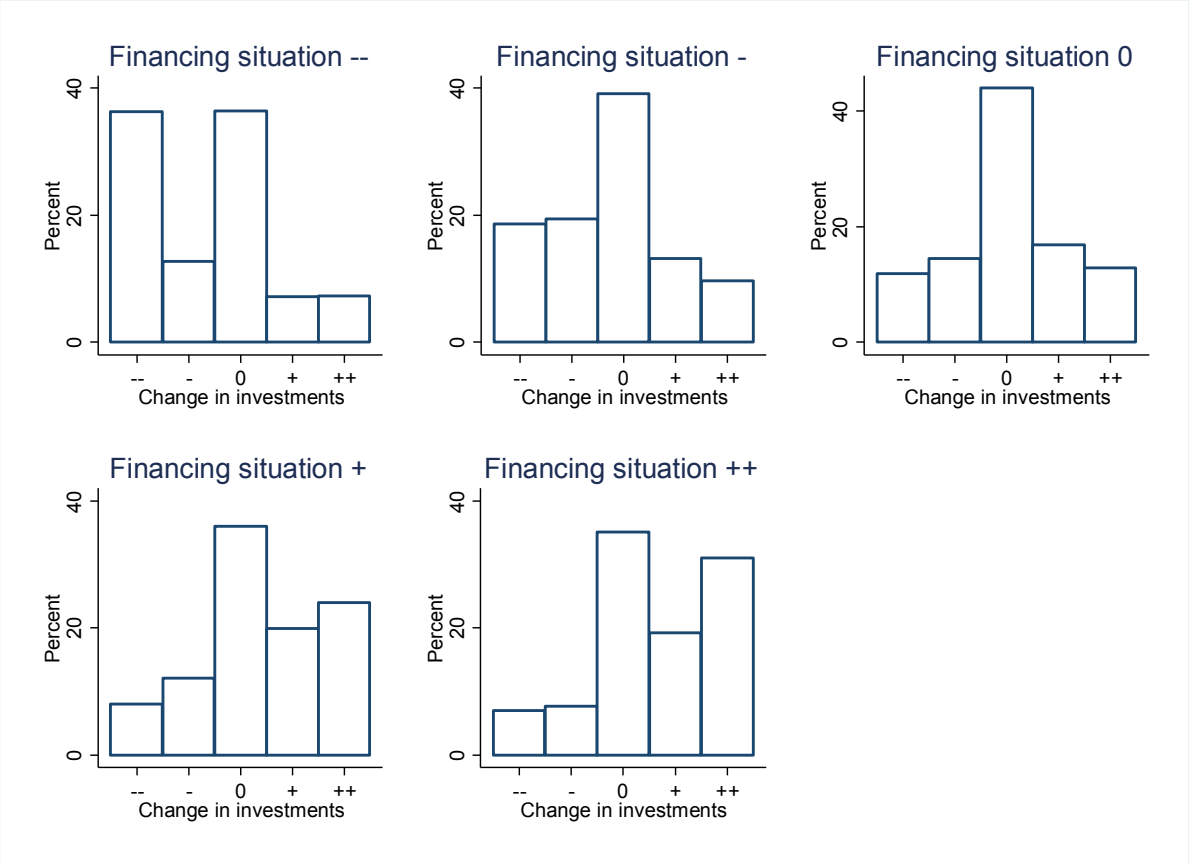 Financing situation --
Percent
40
20
0
-- - 0 + ++
Change in investments
Financing situation -
Percent
40
20
0
-- - 0 + ++
Change in investments
Financing situation 0
Percent
40
20
0
-- - 0 + ++
Change in investments
Financing situation +
Percent
40
20
0
-- - 0 + ++
Change in investments
Financing situation ++
Percent
40
20
0
-- - 0 + ++
Change in investments